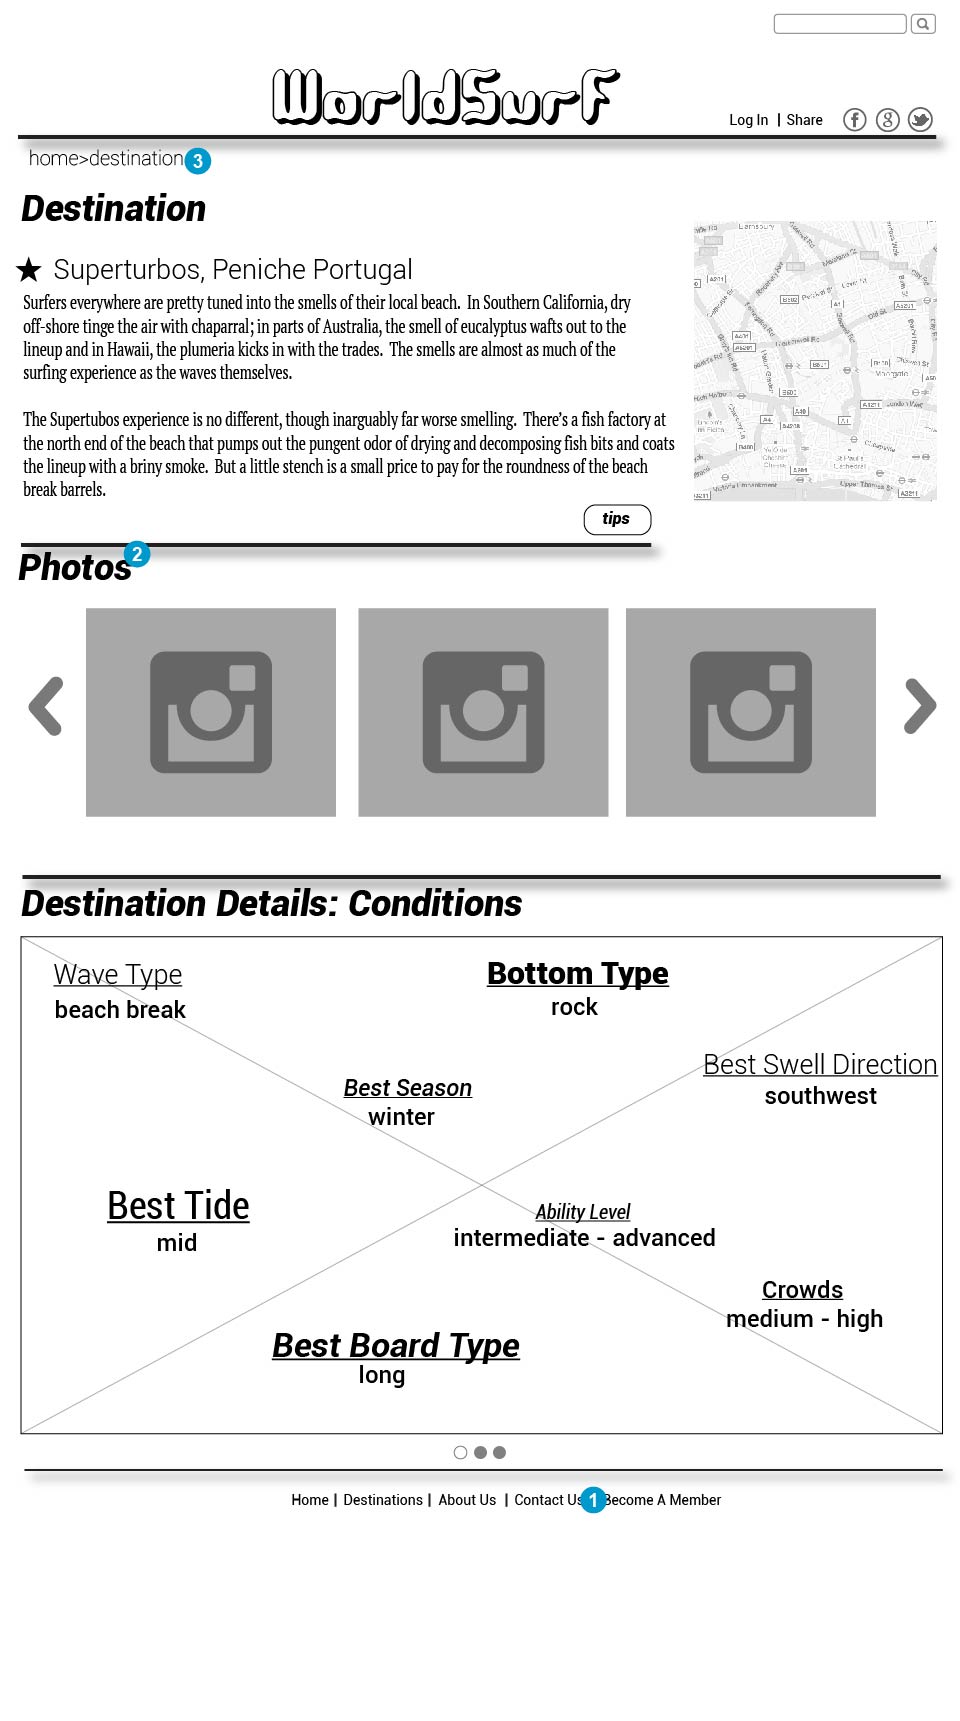 WorldSurf
Log In | Share
home>destination 3
Destination
Superturbos, Peniche Portugal
Surfers everywhere are pretty tuned into the smells of their local beach. In Southern California, dry
off-shore tinge the air with chaparral; in parts of Australia, the smell of eucalyptus wafts out to the
lineup and in Hawaii, the plumeria kicks in with the trades. The smells are almost as much of the
surfing experience as the waves themselves.
The Supertubos experience is no different, though inarguably far worse smelling. There's a fish factory at
the north end of the beach that pumps out the pungent odor of drying and decomposing fish bits and coats
the lineup with a briny smoke. But a little stench is a small price to pay for the roundness of the beach
break barrels.
tips
Photos 2
Destination Details: Conditions
Wave Type
beach break
Bottom Type
rock
Best Swell Direction
southwest
Best Season
winter
Best Tide
mid
Ability Level
intermediate - advanced
Crowds
medium - high
Best Board Type
long
Home | Destinations | About Us | Contact Us 1 Become A Member